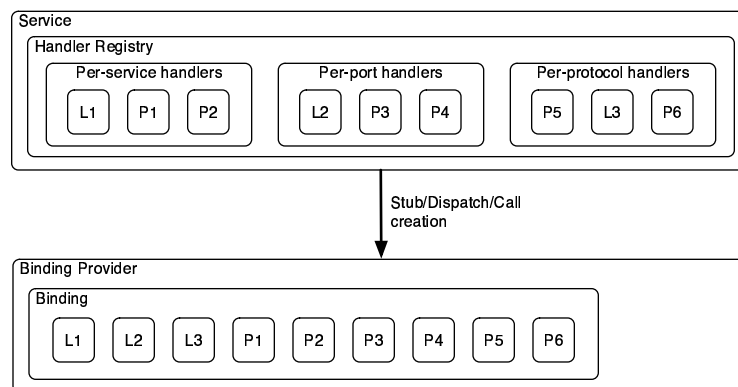 Service
Handler Registry
Per-service handlers Per-port handlers Per-protocol handlers
L1 P1 P2 L2 P3 P4 P5 L3 P6
Stub/Dispatch/Call
creation
Binding Provider
Binding
L1 L2 L3 P1 P2 P3 P4 P5 P6